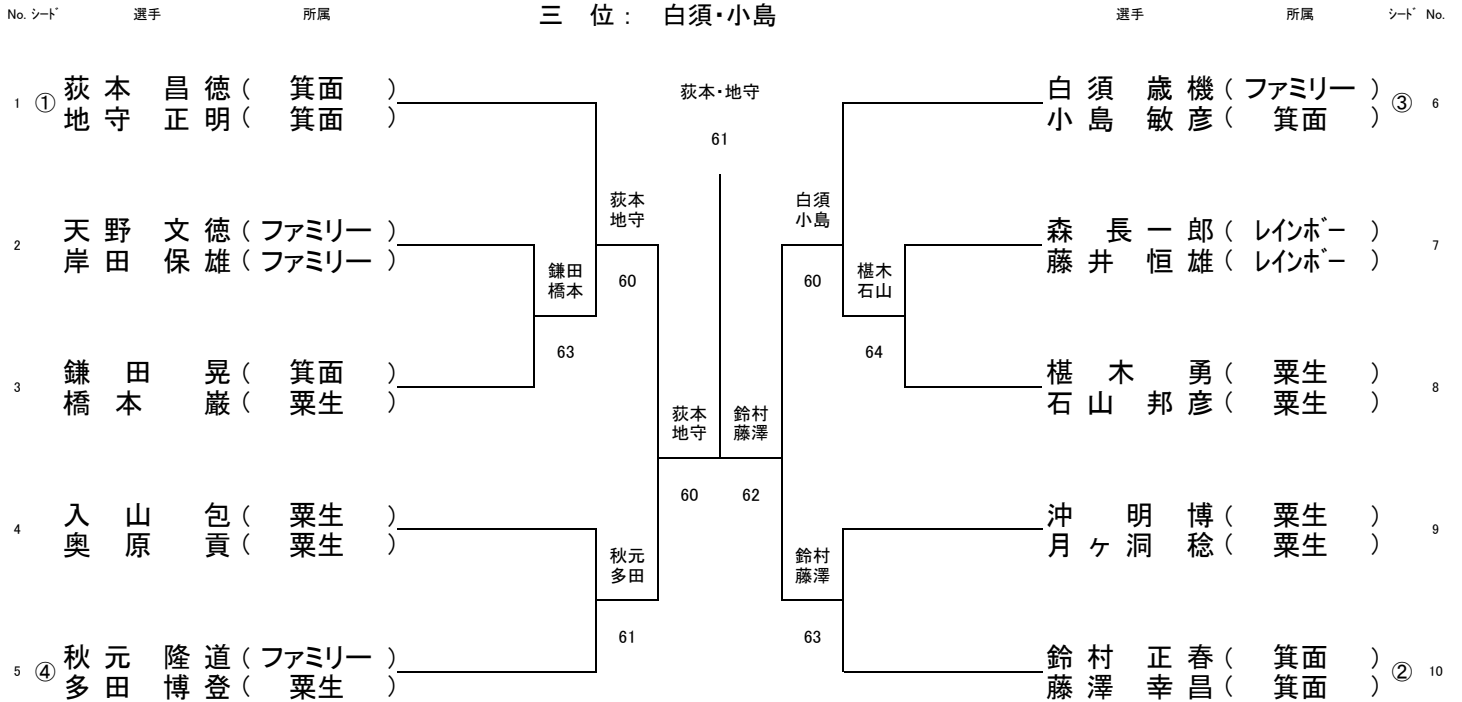 No. シード 選手 所属 三 位 : 白須・小島 選手 所属 シード No.
1 ① 荻本 昌徳 ( 箕面 )
地守 正明 ( 箕面 )
2 天野 文徳 ( ファミリー )
岸田 保雄 ( ファミリー )
3 鎌田 晃 ( 箕面 )
橋本 巌 ( 粟生 )
4 入山 包 ( 粟生 )
奥原 貢 ( 粟生 )
5 ④ 秋元 隆道 ( ファミリー )
多田 博登 ( 粟生 )
鎌田
橋本
63
荻本
地守
60
秋元
多田
61
荻本
地守
60
荻本・地守
61
鈴村
藤澤
62
白須
小島
60
鈴村
藤澤
63
椹木
石山
64
白須 歳機 ( ファミリー ) ③ 6
小島 敏彦 ( 箕面 )
森 長一郎 ( レインボー ) 7
藤井 恒雄 ( レインボー )
椹木 勇 ( 粟生 ) 8
石山 邦彦 ( 粟生 )
沖 明博 ( 粟生 ) 9
月ヶ洞 稔 ( 粟生 )
鈴村 正春 ( 箕面 ) ② 10
藤澤 幸昌 ( 箕面 )